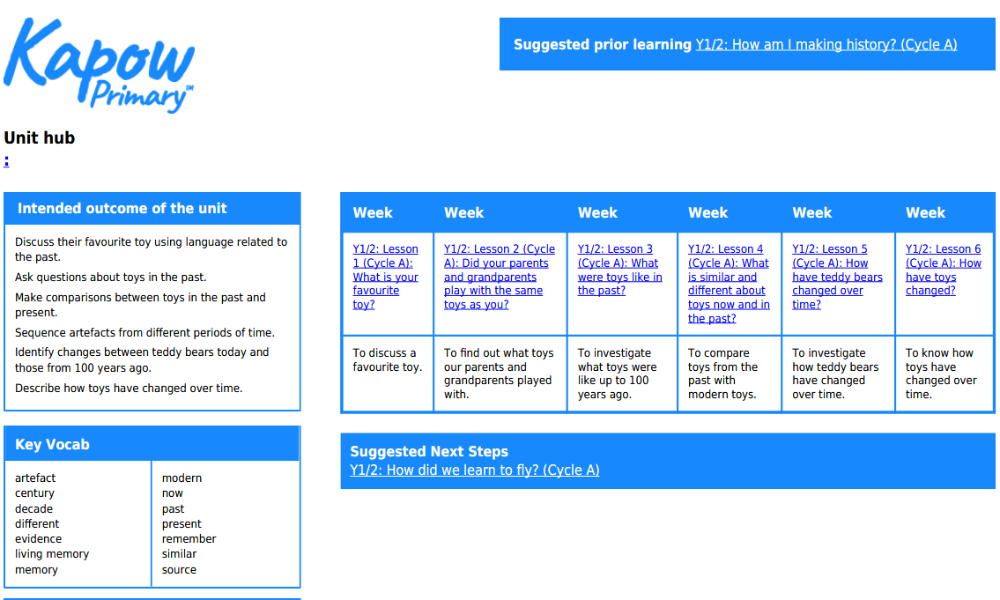 Kapow
Primary™
Suggested prior learning Y1/2: How am I making history? (Cycle A)
Unit hub
:
Intended outcome of the unit
Discuss their favourite toy using language related to
the past.
Ask questions about toys in the past.
Make comparisons between toys in the past and
present.
Sequence artefacts from different periods of time.
Identify changes between teddy bears today and
those from 100 years ago.
Describe how toys have changed over time.
Key Vocab
artefact
century
decade
different
evidence
living memory
memory
modern
now
past
present
remember
similar
source
Week
Week
Week
Week
Week
Week
Y1/2: Lesson
1 (Cycle A):
What is your
favourite
toy?
Y1/2: Lesson 2 (Cycle
A): Did your parents
and grandparents
play with the same
toys as you?
Y1/2: Lesson 3
(Cycle A): What
were toys like in
the past?
Y1/2: Lesson 4
(Cycle A): What
is similar and
different about
toys now and in
the past?
Y1/2: Lesson 5
(Cycle A): How
have teddy bears
changed over
time?
Y1/2: Lesson 6
(Cycle A): How
have toys
changed?
To discuss a
favourite toy.
To find out what toys
our parents and
grandparents played
with.
To investigate
what toys were
like up to 100
years ago.
To compare
toys from the
past with
modern toys.
To investigate
how teddy bears
have changed
over time.
To know how
toys have
changed over
time.
Suggested Next Steps
Y1/2: How did we learn to fly? (Cycle A)